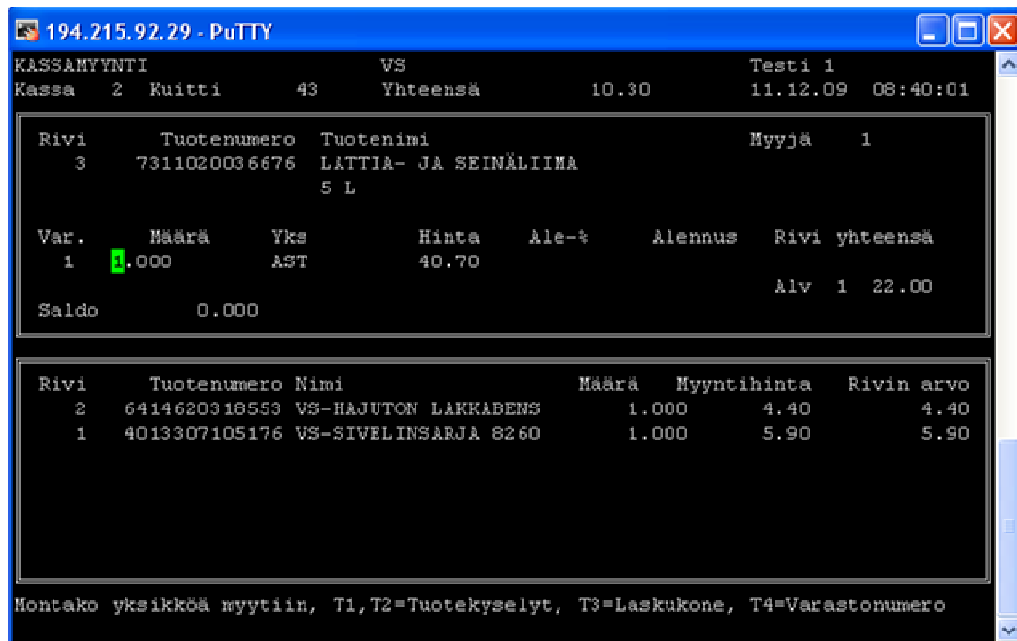 194.215.92.29 - PuTTY
KASSAMYYNTI VS Testi 1
Kassa 2 Kuitti 43 Yhteensä 10.30 11.12.09 08:40:01
Rivi Tuotenumero Tuotenimi Myyjä 1
3 7311020036676 LATTIA- JA SEINÄLIIMA
5 L
Var. Määrä Yks Hinta Ale-% Alennus Rivi yhteensä
1 1.000 AST 40.70
Alv 1 22.00
Saldo 0.000
Rivi Tuotenumero Nimi Määrä Myyntihinta Rivin arvo
2 6414620318553 VS-HAJUTON LAKKABENS 1.000 4.40 4.40
1 4013307105176 VS-SIVELINSARJA 8260 1.000 5.90 5.90
Montako yksikköä myytiin, T1,T2=Tuotekyselyt, T3=Laskukone, T4=Varastonumero